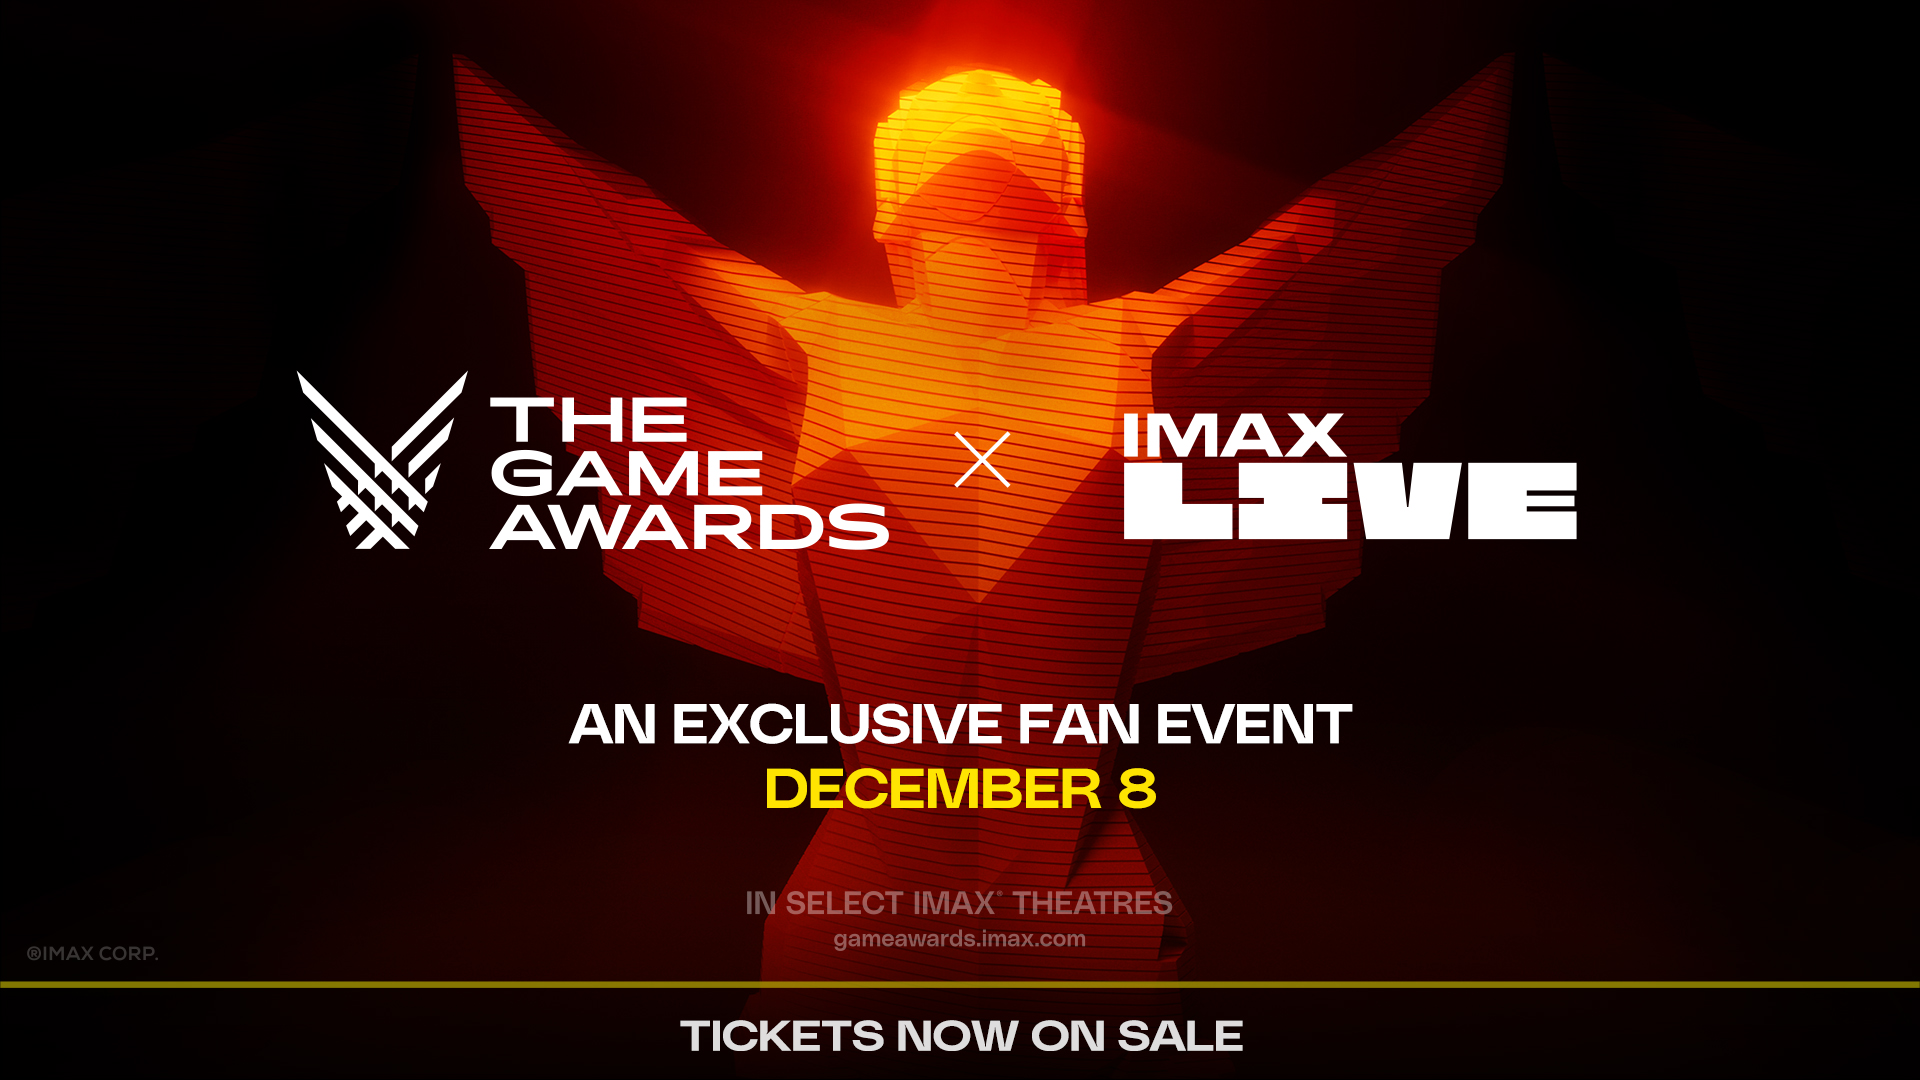 THE
GAME
AWARDS
IMAX
LIVE
AN EXCLUSIVE FAN EVENT
DECEMBER 8
IN SELECT IMAX® THEATRES
gameawards.imax.com
®IMAX CORP.
TICKETS NOW ON SALE